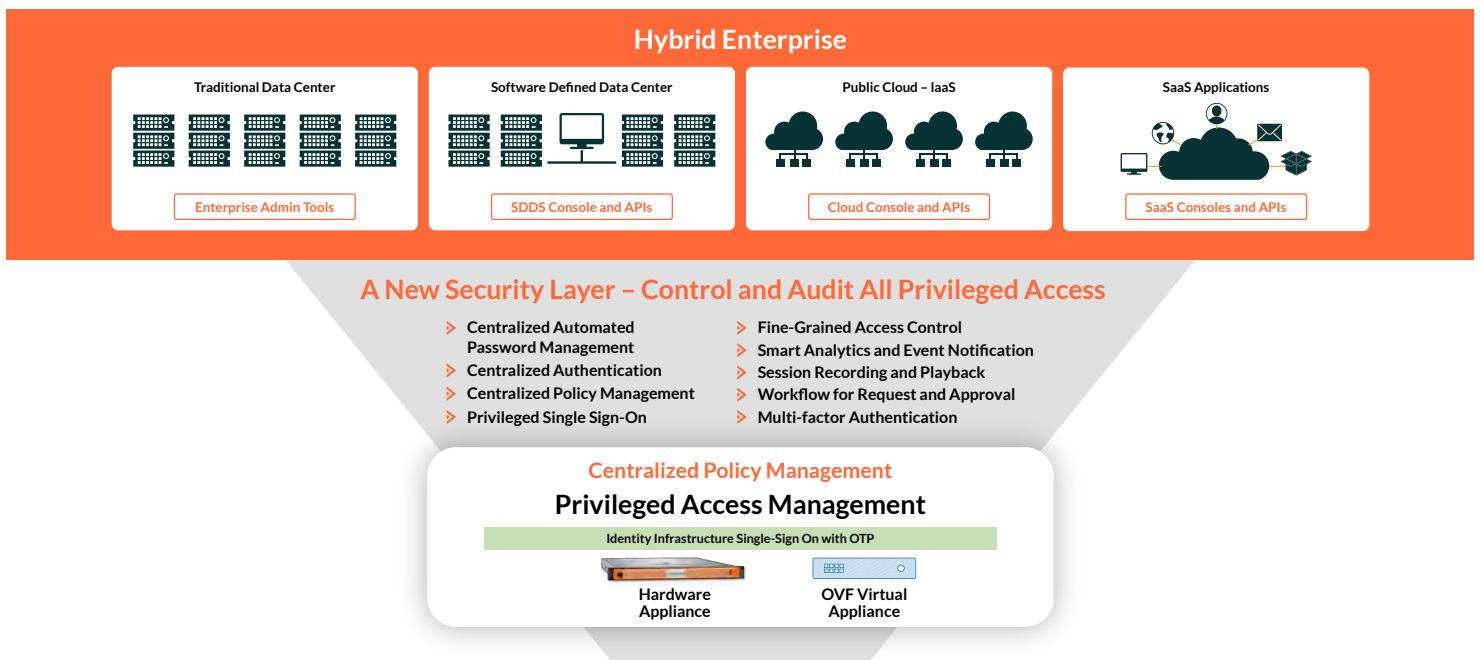 Hybrid Enterprise
Traditional Data Center
Enterprise Admin Tools
Software Defined Data Center
SDDS Console and APIs
Public Cloud – IaaS
Cloud Console and APIs
SaaS Applications
SaaS Consoles and APIs
A New Security Layer – Control and Audit All Privileged Access
Centralized Automated
Password Management
Centralized Authentication
Centralized Policy Management
Privileged Single Sign-On
Fine-Grained Access Control
Smart Analytics and Event Notification
Session Recording and Playback
Workflow for Request and Approval
Multi-factor Authentication
Centralized Policy Management
Privileged Access Management
Identity Infrastructure Single-Sign On with OTP
Hardware
Appliance
OVF Virtual
Appliance